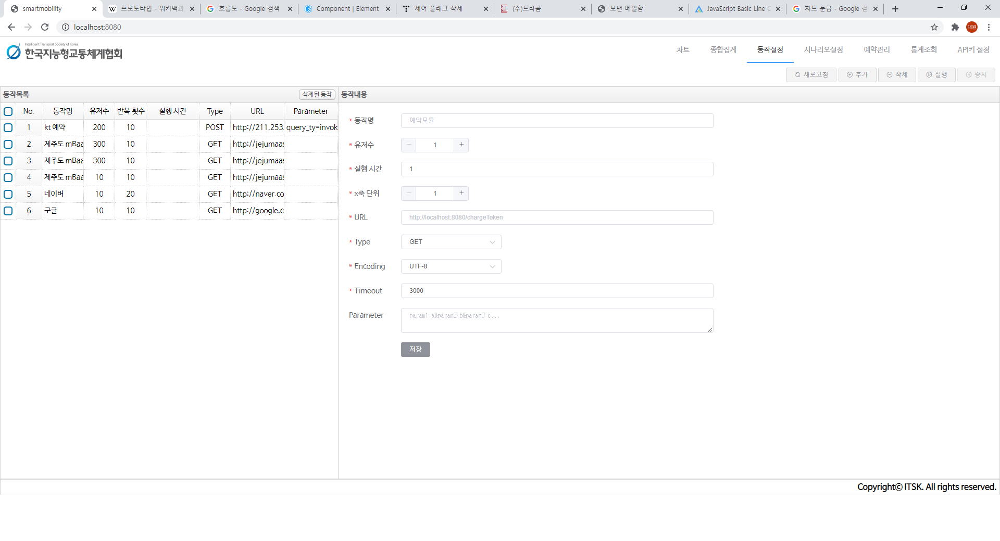 smartmobility
프로토타입 - 위키백과
흐름도 - Google 검색
Component | Element
제어 플래그 삭제
(주)트라콤
보낸 메일함
JavaScript Basic Line C
차트 눈금 - Google 검
localhost:8080
대원
Intelligent Transport Society of Korea
한국지능형교통체계협회
차트 종합집계 동작설정 시나리오설정 예약관리 통계조회 API키 설정
새로고침 추가 삭제 실행 중지
동작목록 삭제된 동작
No. 동작명 유저수 반복 횟수 실행 시간 Type URL Parameter
1 kt 예약 200 10 POST http://211.253. query_ty=invok
2 제주도 mBaa 300 10 GET http://jejumaas
3 제주도 mBaa 300 10 GET http://jejumaas
4 제주도 mBaa 10 10 GET http://jejumaas
5 네이버 10 20 GET http://naver.co
6 구글 10 10 GET http://google.c
동작내용
* 동작명 예약모듈
* 유저수 − 1 +
* 실행 시간 1
* x축 단위 − 1 +
* URL http://localhost:8080/chargeToken
* Type GET
* Encoding UTF-8
* Timeout 3000
Parameter param1=a&param2=b&param3=c...
저장
Copyrightⓒ ITSK. All rights reserved.